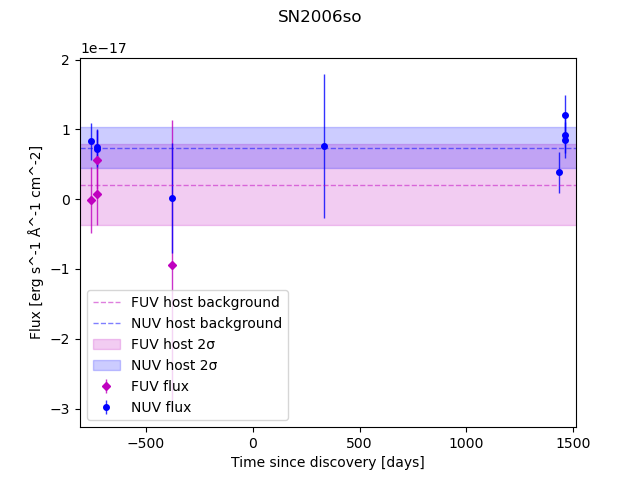 SN2006so
1e−17
2
1
0
−1
−2
−3
Flux [erg s^-1 Å^-1 cm^-2]
FUV host background
NUV host background
FUV host 2σ
NUV host 2σ
FUV flux
NUV flux
−500
0
500
1000
1500
Time since discovery [days]